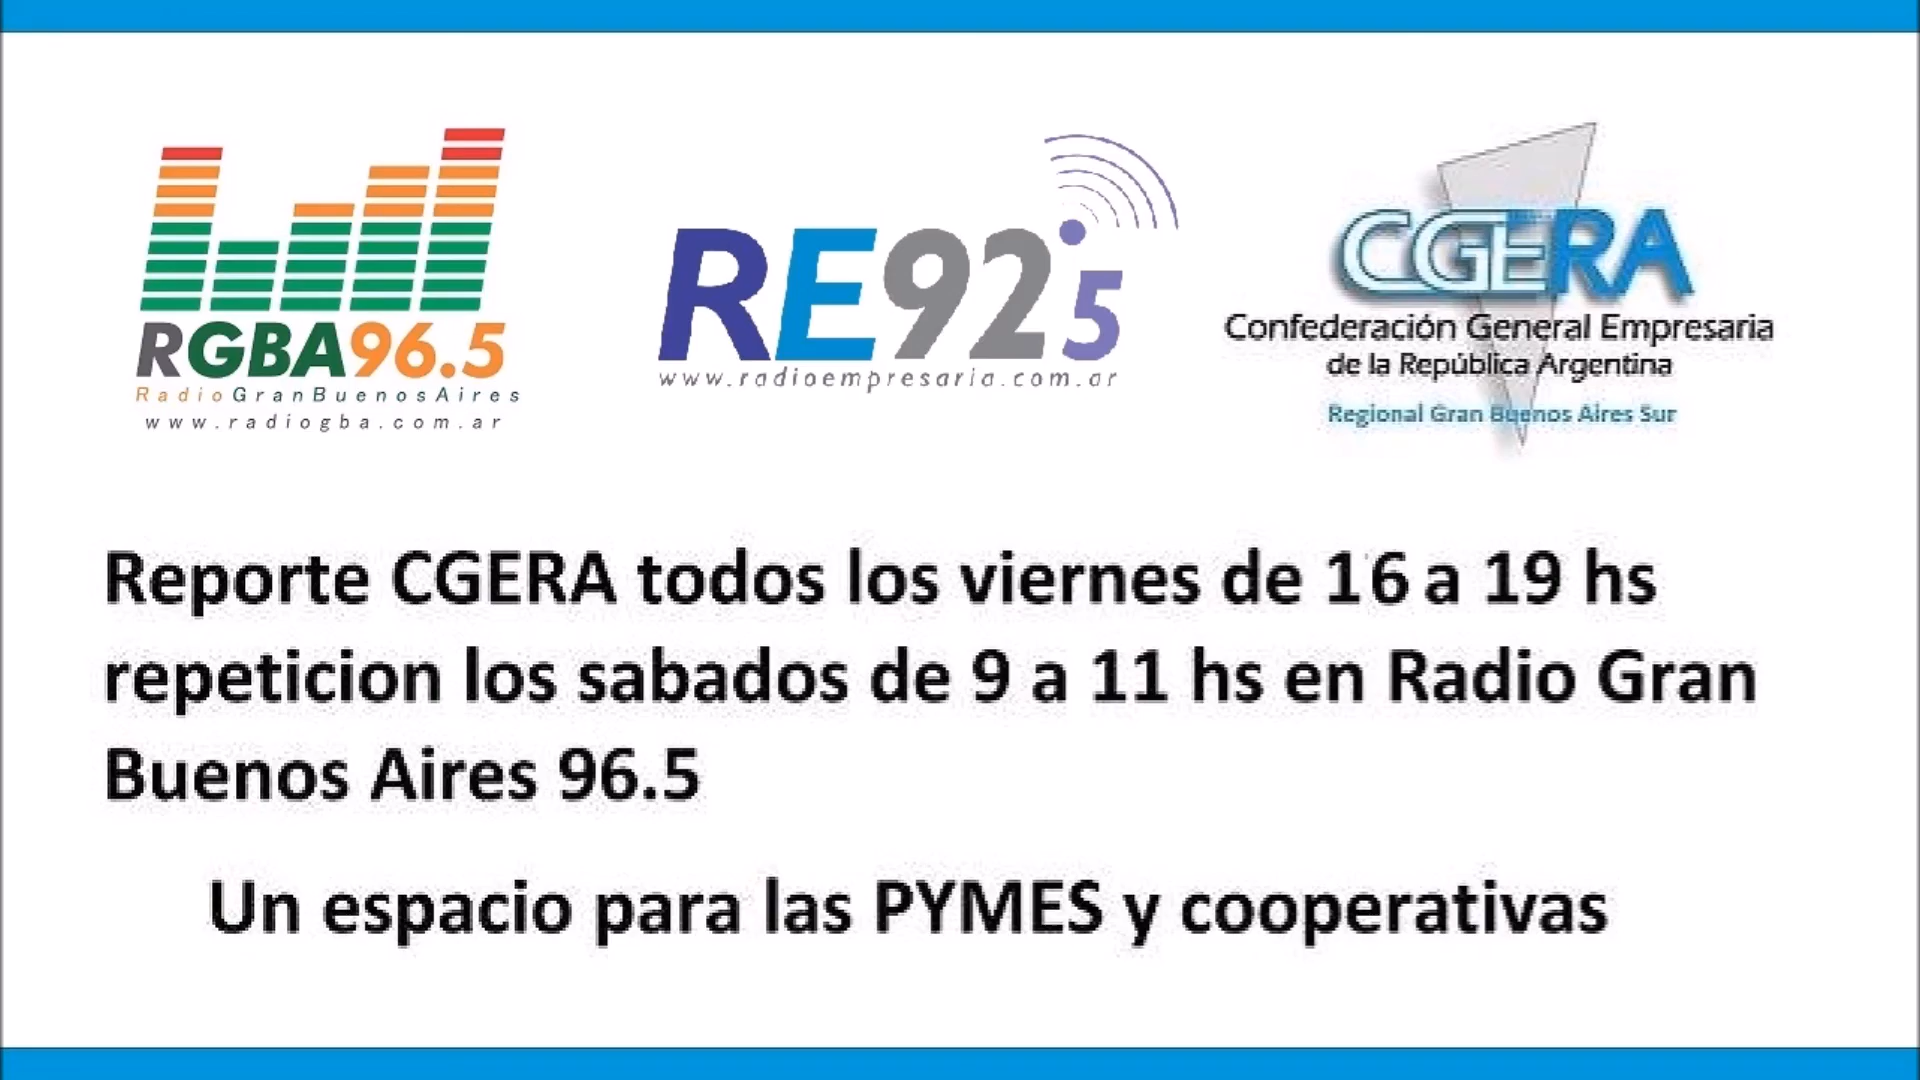 RGBA96.5
RadioGranBuenosAires
www.radiogba.com.ar
RE92.5
www.radioempresaria.com.ar
CGERA
Confederación General Empresaria
de la República Argentina
Regional Gran Buenos Aires Sur
Reporte CGERA todos los viernes de 16 a 19 hs
repeticion los sabados de 9 a 11 hs en Radio Gran
Buenos Aires 96.5
Un espacio para las PYMES y cooperativas